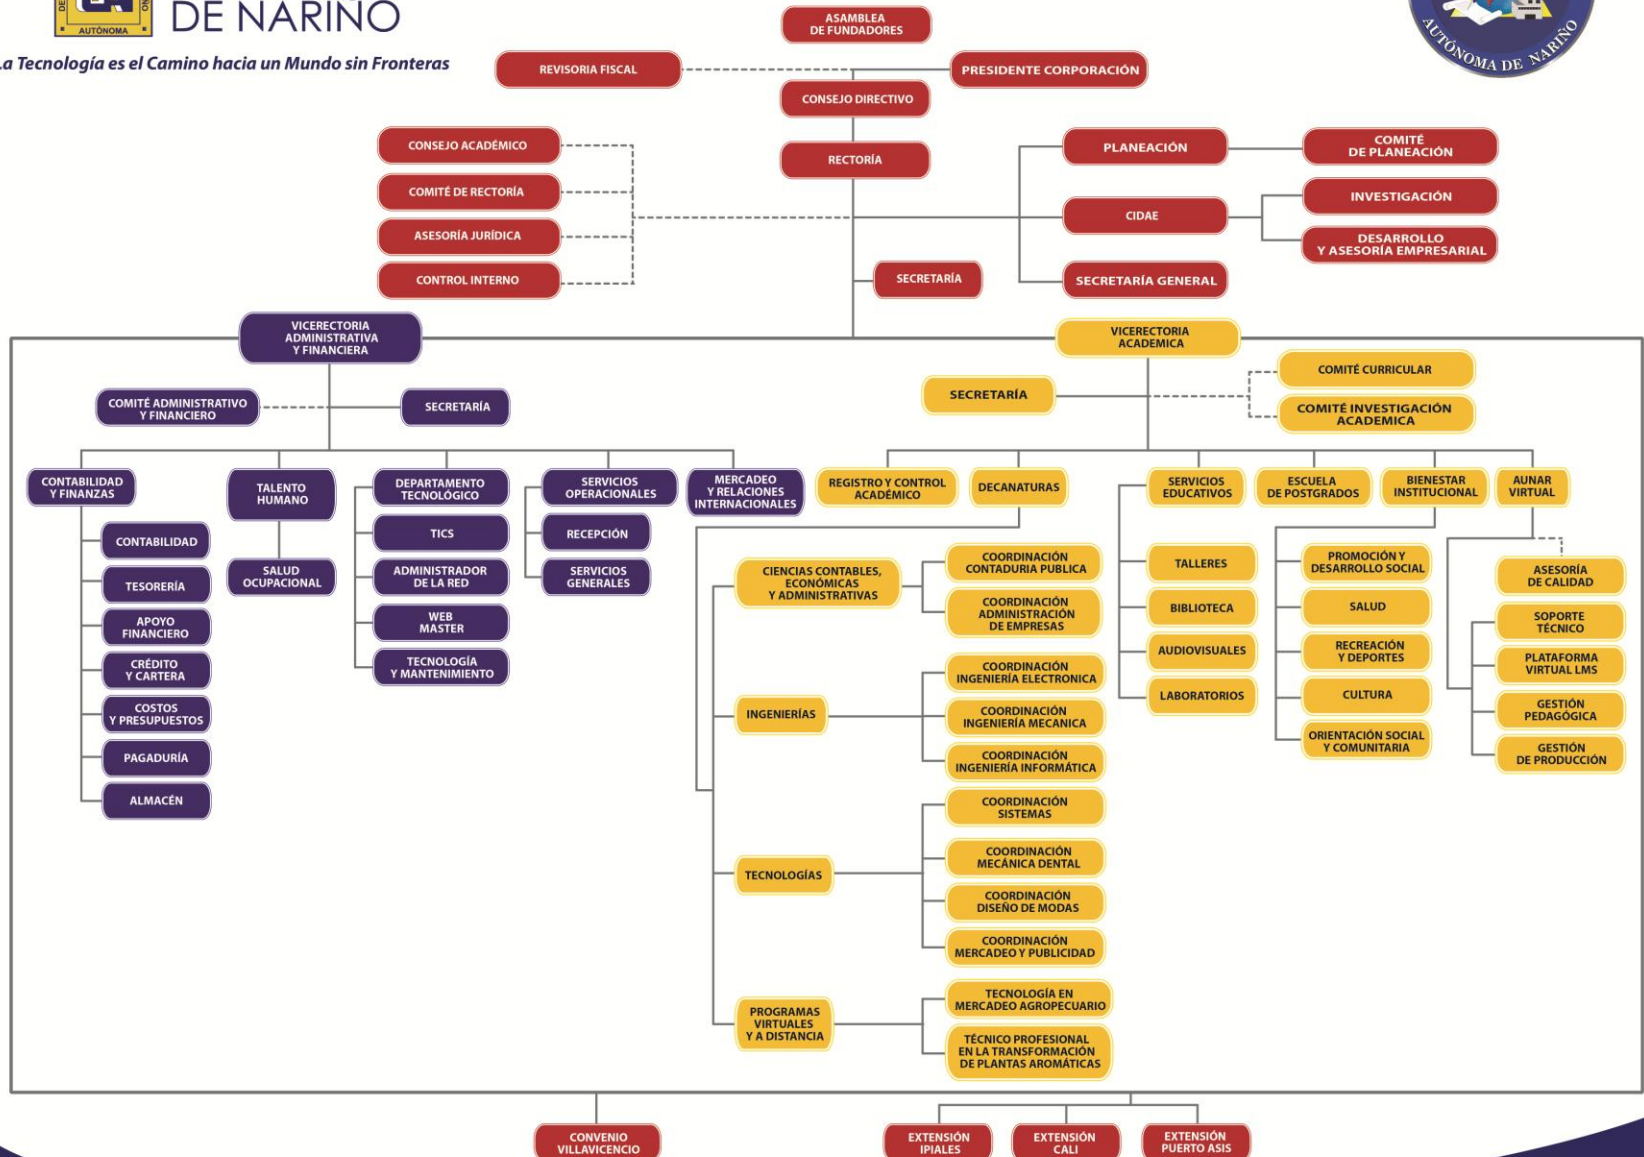 AUTÓNOMA
DE NARIÑO
La Tecnología es el Camino hacia un Mundo sin Fronteras
AUTÓNOMA DE NARIÑO
ASAMBLEA
DE FUNDADORES
REVISORIA FISCAL
PRESIDENTE CORPORACIÓN
CONSEJO DIRECTIVO
RECTORÍA
CONSEJO ACADÉMICO
COMITÉ DE RECTORÍA
ASESORÍA JURÍDICA
CONTROL INTERNO
PLANEACIÓN
COMITÉ
DE PLANEACIÓN
CIDAE
INVESTIGACIÓN
DESARROLLO
Y ASESORÍA EMPRESARIAL
SECRETARÍA GENERAL
SECRETARÍA
VICERECTORIA
ADMINISTRATIVA
Y FINANCIERA
COMITÉ ADMINISTRATIVO
Y FINANCIERO
SECRETARÍA
CONTABILIDAD
Y FINANZAS
CONTABILIDAD
TESORERÍA
APOYO
FINANCIERO
CRÉDITO
Y CARTERA
COSTOS
Y PRESUPUESTOS
PAGADURÍA
ALMACÉN
TALENTO
HUMANO
SALUD
OCUPACIONAL
DEPARTAMENTO
TECNOLÓGICO
TICS
ADMINISTRADOR
DE LA RED
WEB
MASTER
TECNOLOGÍA
Y MANTENIMIENTO
SERVICIOS
OPERACIONALES
RECEPCIÓN
SERVICIOS
GENERALES
MERCADEO
Y RELACIONES
INTERNACIONALES
VICERECTORIA
ACADEMICA
SECRETARÍA
COMITÉ CURRICULAR
COMITÉ INVESTIGACIÓN
ACADEMICA
REGISTRO Y CONTROL
ACADÉMICO
DECANATURAS
CIENCIAS CONTABLES,
ECONÓMICAS
Y ADMINISTRATIVAS
COORDINACIÓN
CONTADURIA PUBLICA
COORDINACIÓN
ADMINISTRACIÓN
DE EMPRESAS
INGENIERÍAS
COORDINACIÓN
INGENIERÍA ELECTRÓNICA
COORDINACIÓN
INGENIERÍA MECANICA
COORDINACIÓN
INGENIERÍA INFORMÁTICA
TECNOLOGÍAS
COORDINACIÓN
SISTEMAS
COORDINACIÓN
MECÁNICA DENTAL
COORDINACIÓN
DISEÑO DE MODAS
COORDINACIÓN
MERCADEO Y PUBLICIDAD
PROGRAMAS
VIRTUALES
Y A DISTANCIA
TECNOLOGÍA EN
MERCADEO AGROPECUARIO
TÉCNICO PROFESIONAL
EN LA TRANSFORMACIÓN
DE PLANTAS AROMÁTICAS
SERVICIOS
EDUCATIVOS
TALLERES
BIBLIOTECA
AUDIOVISUALES
LABORATORIOS
ESCUELA
DE POSTGRADOS
BIENESTAR
INSTITUCIONAL
PROMOCIÓN Y
DESARROLLO SOCIAL
SALUD
RECREACIÓN
Y DEPORTES
CULTURA
ORIENTACIÓN SOCIAL
Y COMUNITARIA
AUNAR
VIRTUAL
ASESORÍA
DE CALIDAD
SOPORTE
TÉCNICO
PLATAFORMA
VIRTUAL LMS
GESTIÓN
PEDAGÓGICA
GESTIÓN
DE PRODUCCIÓN
CONVENIO
VILLAVICENCIO
EXTENSIÓN
IPIALES
EXTENSIÓN
CALI
EXTENSIÓN
PUERTO ASIS